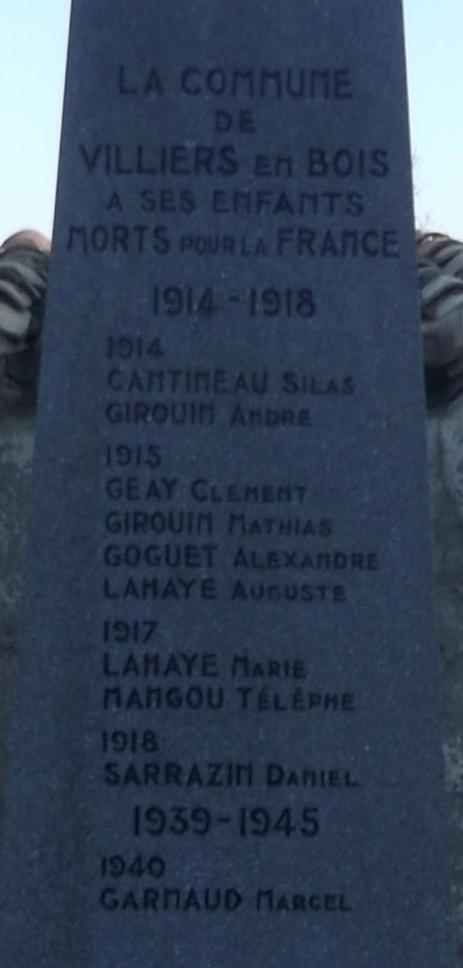 LA COMMUNE
DE
VILLIERS EN BOIS
A SES ENFANTS
MORTS POUR LA FRANCE
1914-1918
1914
CANTINEAU SILAS
GIROUIN ANDRE
1915
GEAY CLEMENT
GIROUIN MATHIAS
GOGUET ALEXANDRE
LAMAYE AUGUSTE
1917
LAMAYE MARIE
MANGOU TÉLÈPHE
1918
SARRAZIN DANIEL
1939-1945
1940
GARNAUD MARCEL